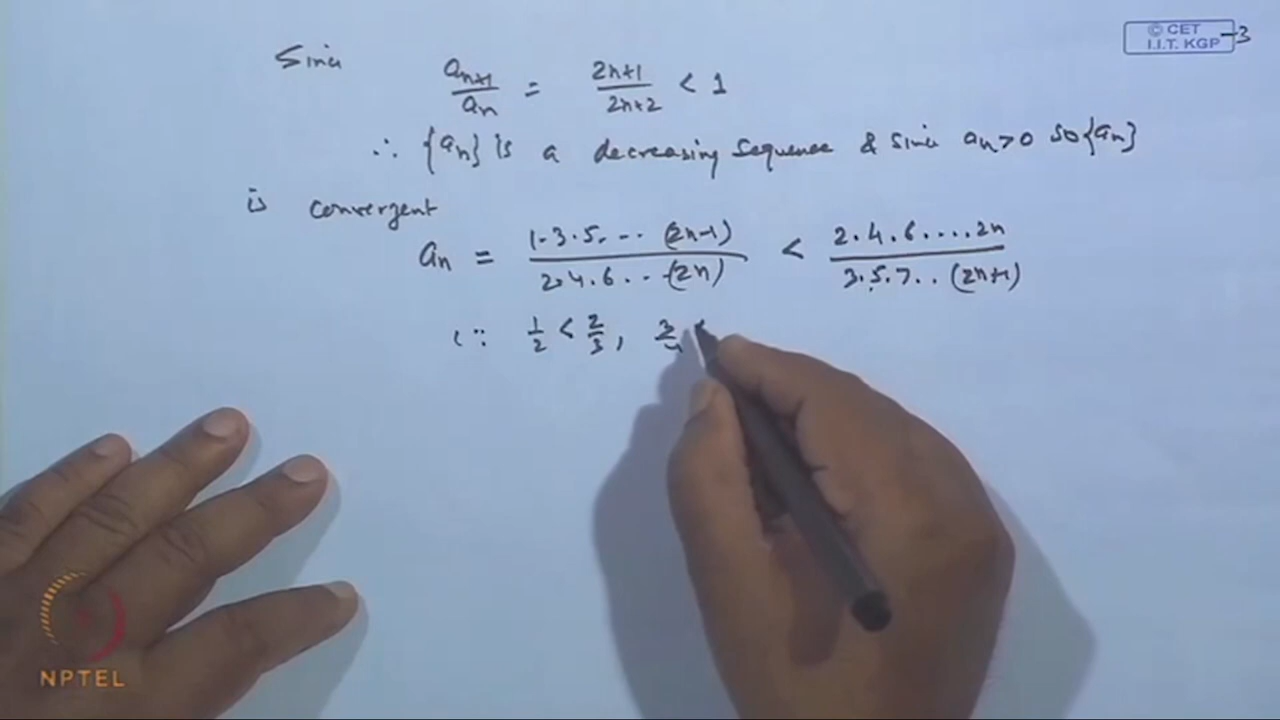 © CET
I.I.T. KGP -3
Since a_{n+1}/a_n = 2n+1/2n+2 < 1
∴ {a_n} is a decreasing sequence & since a_n>0 so {a_n}
is convergent
a_n = 1.3.5. ... (2n-1)/2.4.6... (2n) < 2.4.6. ... 2n/3.5.7.. (2n+1)
(∵ 1/2 < 2/3, 3/4 <
NPTEL